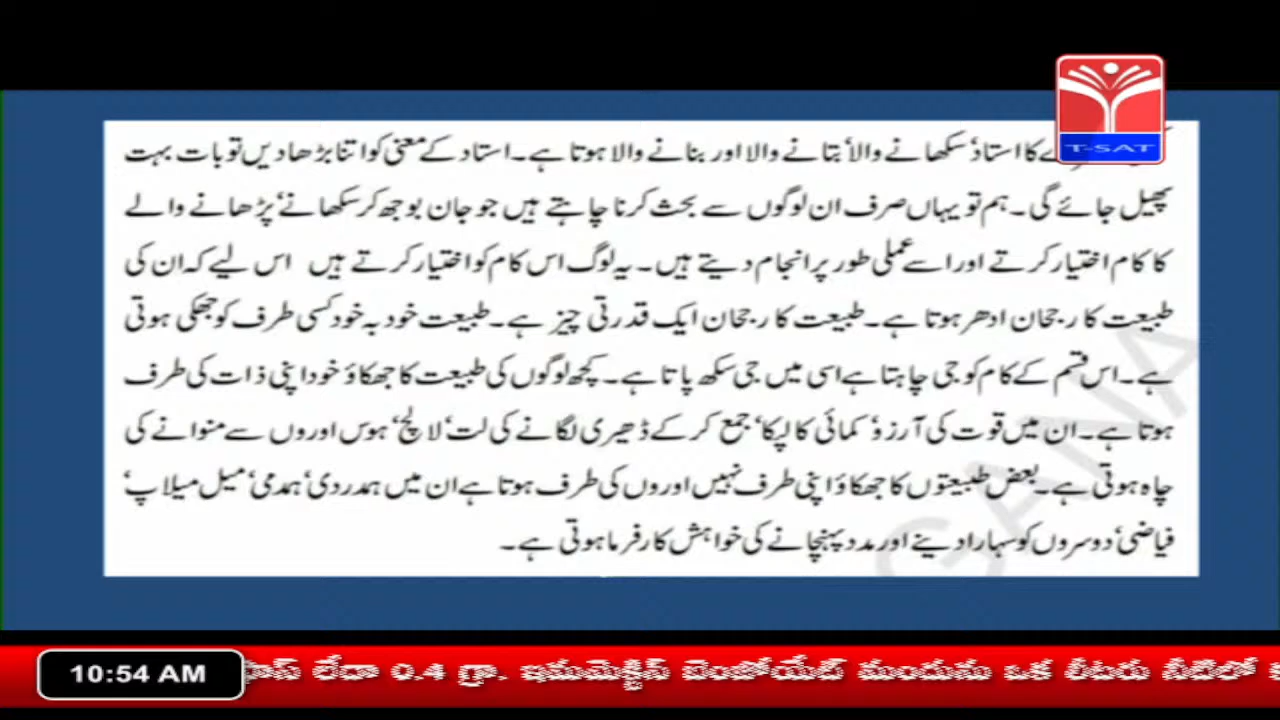 T-SAT
کا استاد، سکھانے والا، بتانے والا اور بنانے والا ہوتا ہے۔ استاد کے معنی کو اتنا بڑھا دیں تو بات بہت
پھیل جائے گی۔ ہم تو یہاں صرف ان لوگوں سے بحث کرنا چاہتے ہیں جو جان بوجھ کر سکھانے، پڑھانے والے
کا کام اختیار کرتے اور اسے عملی طور پر انجام دیتے ہیں۔ یہ لوگ اس کام کو اختیار کرتے ہیں اس لیے کہ ان کی
طبیعت کا رجحان ادھر ہوتا ہے۔ طبیعت کا رجحان ایک قدرتی چیز ہے۔ طبیعت خود بہ خود کسی طرف کو جھکی ہوتی
ہے۔ اس قسم کے کام کو جی چاہتا ہے اسی میں جی سکھ پاتا ہے۔ کچھ لوگوں کی طبیعت کا جھکاؤ خود اپنی ذات کی طرف
ہوتا ہے۔ ان میں قوت کی آرزو، کمائی کا لپکا، جمع کر کے ڈھیری لگانے کی لت، لالچ، ہوس اوروں سے منوانے کی
چاہ ہوتی ہے۔ بعض طبیعتوں کا جھکاؤ اپنی طرف نہیں اوروں کی طرف ہوتا ہے ان میں ہمدردی، ہمدمی، میل میلاپ،
فیاضی، دوسروں کو سہارا دینے اور مدد پہنچانے کی خواہش کارفرما ہوتی ہے۔
10:54 AM లేదా 0.4 గ్రా. ఇమమెక్టిన్ బెంజోయేట్ మందును ఒక లీటరు నీటిలో